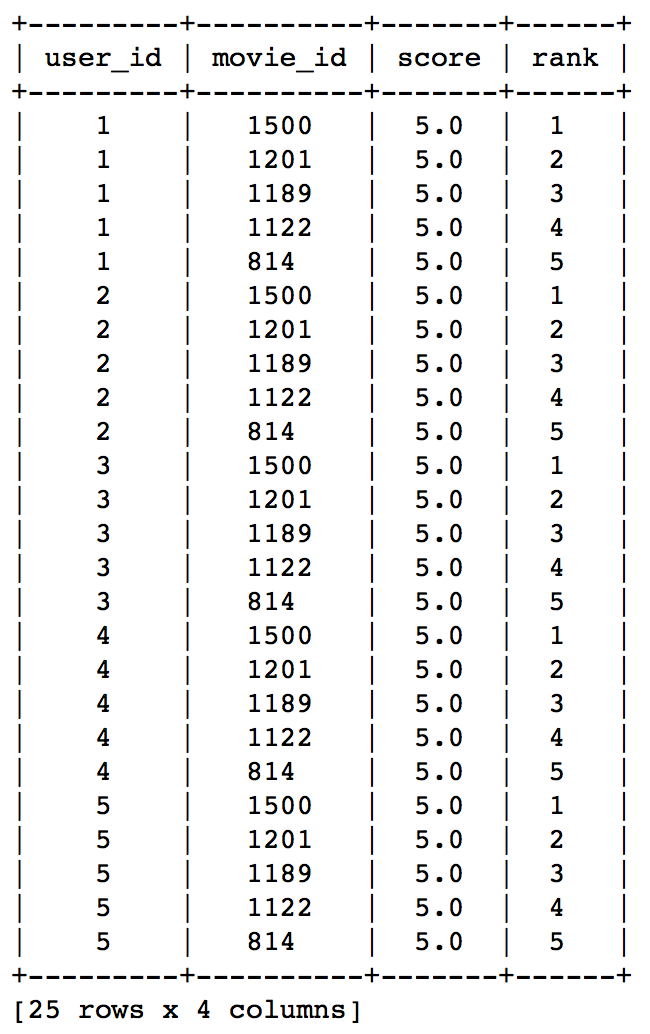 +---------+----------+-------+------+
| user_id | movie_id | score | rank |
+---------+----------+-------+------+
|    1    |   1500   |  5.0  |  1   |
|    1    |   1201   |  5.0  |  2   |
|    1    |   1189   |  5.0  |  3   |
|    1    |   1122   |  5.0  |  4   |
|    1    |   814    |  5.0  |  5   |
|    2    |   1500   |  5.0  |  1   |
|    2    |   1201   |  5.0  |  2   |
|    2    |   1189   |  5.0  |  3   |
|    2    |   1122   |  5.0  |  4   |
|    2    |   814    |  5.0  |  5   |
|    3    |   1500   |  5.0  |  1   |
|    3    |   1201   |  5.0  |  2   |
|    3    |   1189   |  5.0  |  3   |
|    3    |   1122   |  5.0  |  4   |
|    3    |   814    |  5.0  |  5   |
|    4    |   1500   |  5.0  |  1   |
|    4    |   1201   |  5.0  |  2   |
|    4    |   1189   |  5.0  |  3   |
|    4    |   1122   |  5.0  |  4   |
|    4    |   814    |  5.0  |  5   |
|    5    |   1500   |  5.0  |  1   |
|    5    |   1201   |  5.0  |  2   |
|    5    |   1189   |  5.0  |  3   |
|    5    |   1122   |  5.0  |  4   |
|    5    |   814    |  5.0  |  5   |
+---------+----------+-------+------+
[25 rows x 4 columns]